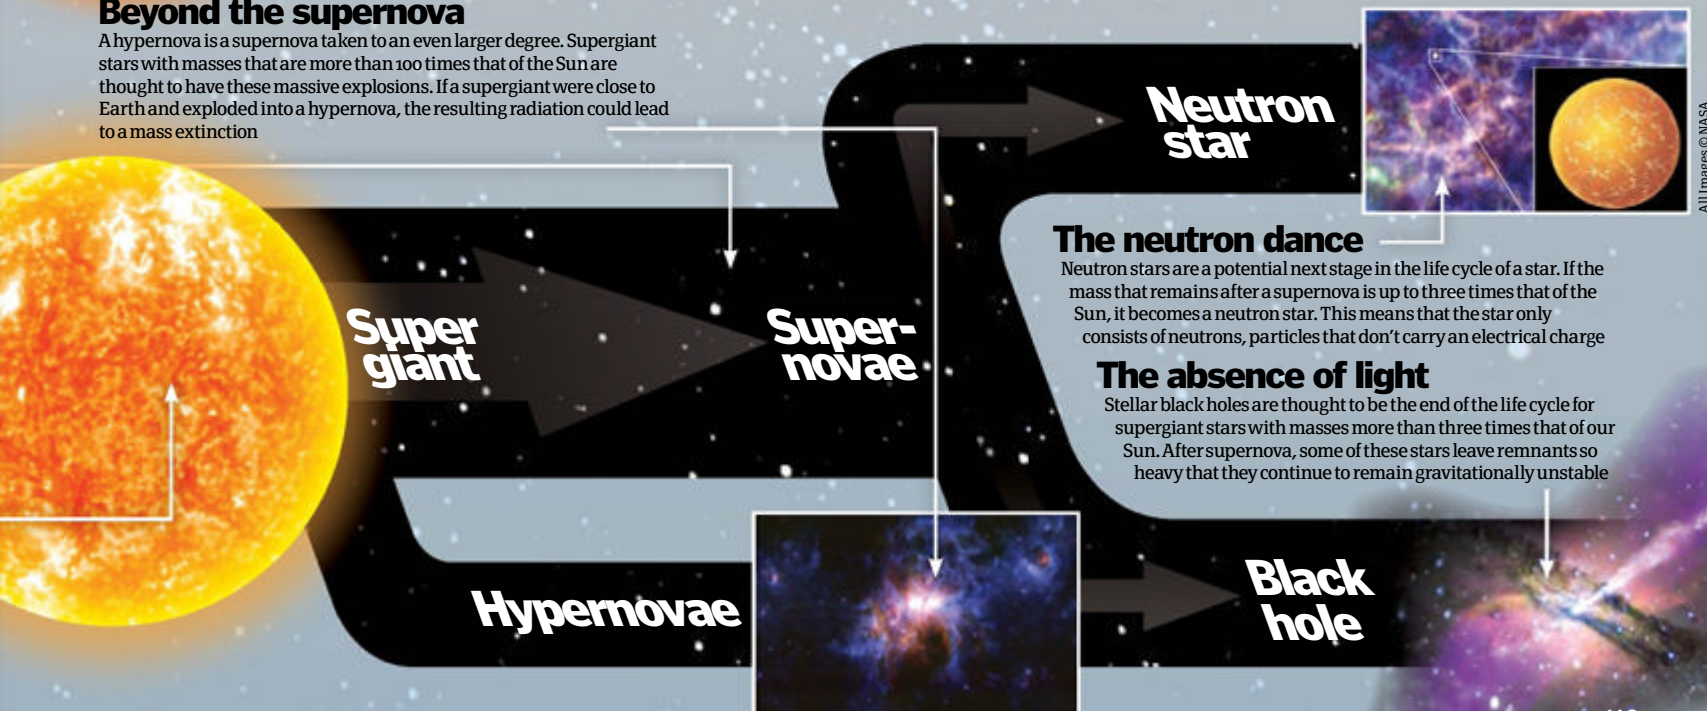 Beyond the supernova
A hypernova is a supernova taken to an even larger degree. Supergiant
stars with masses that are more than 100 times that of the Sun are
thought to have these massive explosions. If a supergiant were close to
Earth and exploded into a hypernova, the resulting radiation could lead
to a mass extinction
Super
giant
Super-
novae
Hypernovae
Neutron
star
The neutron dance
Neutron stars are a potential next stage in the life cycle of a star. If the
mass that remains after a supernova is up to three times that of the
Sun, it becomes a neutron star. This means that the star only
consists of neutrons, particles that don't carry an electrical charge
The absence of light
Stellar black holes are thought to be the end of the life cycle for
supergiant stars with masses more than three times that of our
Sun. After supernova, some of these stars leave remnants so
heavy that they continue to remain gravitationally unstable
Black
hole
All Images © NASA